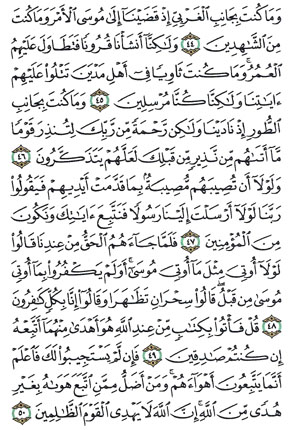 وَمَا كُنتَ بِجَانِبِ ٱلْغَرْبِيِّ إِذْ قَضَيْنَآ إِلَىٰ مُوسَى ٱلْأَمْرَ وَمَا كُنتَ
مِنَ ٱلشَّٰهِدِينَ ٤٤ وَلَٰكِنَّآ أَنشَأْنَا قُرُونًا فَتَطَاوَلَ عَلَيْهِمُ
ٱلْعُمُرُ ۚ وَمَا كُنتَ ثَاوِيًا فِىٓ أَهْلِ مَدْيَنَ تَتْلُوا۟ عَلَيْهِمْ
ءَايَٰتِنَا وَلَٰكِنَّا كُنَّا مُرْسِلِينَ ٤٥ وَمَا كُنتَ بِجَانِبِ
ٱلطُّورِ إِذْ نَادَيْنَا وَلَٰكِن رَّحْمَةً مِّن رَّبِّكَ لِتُنذِرَ قَوْمًا
مَّآ أَتَىٰهُم مِّن نَّذِيرٍ مِّن قَبْلِكَ لَعَلَّهُمْ يَتَذَكَّرُونَ ٤٦
وَلَوْلَآ أَن تُصِيبَهُم مُّصِيبَةٌۢ بِمَا قَدَّمَتْ أَيْدِيهِمْ فَيَقُولُوا۟
رَبَّنَا لَوْلَآ أَرْسَلْتَ إِلَيْنَا رَسُولًا فَنَتَّبِعَ ءَايَٰتِكَ وَنَكُونَ
مِنَ ٱلْمُؤْمِنِينَ ٤٧ فَلَمَّا جَآءَهُمُ ٱلْحَقُّ مِنْ عِندِنَا قَالُوا۟
لَوْلَآ أُوتِىَ مِثْلَ مَآ أُوتِىَ مُوسَىٰٓ ۚ أَوَلَمْ يَكْفُرُوا۟ بِمَآ أُوتِىَ
مُوسَىٰ مِن قَبْلُ ۖ قَالُوا۟ سِحْرَانِ تَظَٰهَرَا وَقَالُوٓا۟ إِنَّا بِكُلٍّ كَٰفِرُونَ
٤٨ قُلْ فَأْتُوا۟ بِكِتَٰبٍ مِّنْ عِندِ ٱللَّهِ هُوَ أَهْدَىٰ مِنْهُمَآ أَتَّبِعْهُ
إِن كُنتُمْ صَٰدِقِينَ ٤٩ فَإِن لَّمْ يَسْتَجِيبُوا۟ لَكَ فَٱعْلَمْ
أَنَّمَا يَتَّبِعُونَ أَهْوَآءَهُمْ ۚ وَمَنْ أَضَلُّ مِمَّنِ ٱتَّبَعَ هَوَىٰهُ بِغَيْرِ
هُدًى مِّنَ ٱللَّهِ ۚ إِنَّ ٱللَّهَ لَا يَهْدِى ٱلْقَوْمَ ٱلظَّٰلِمِينَ ٥٠